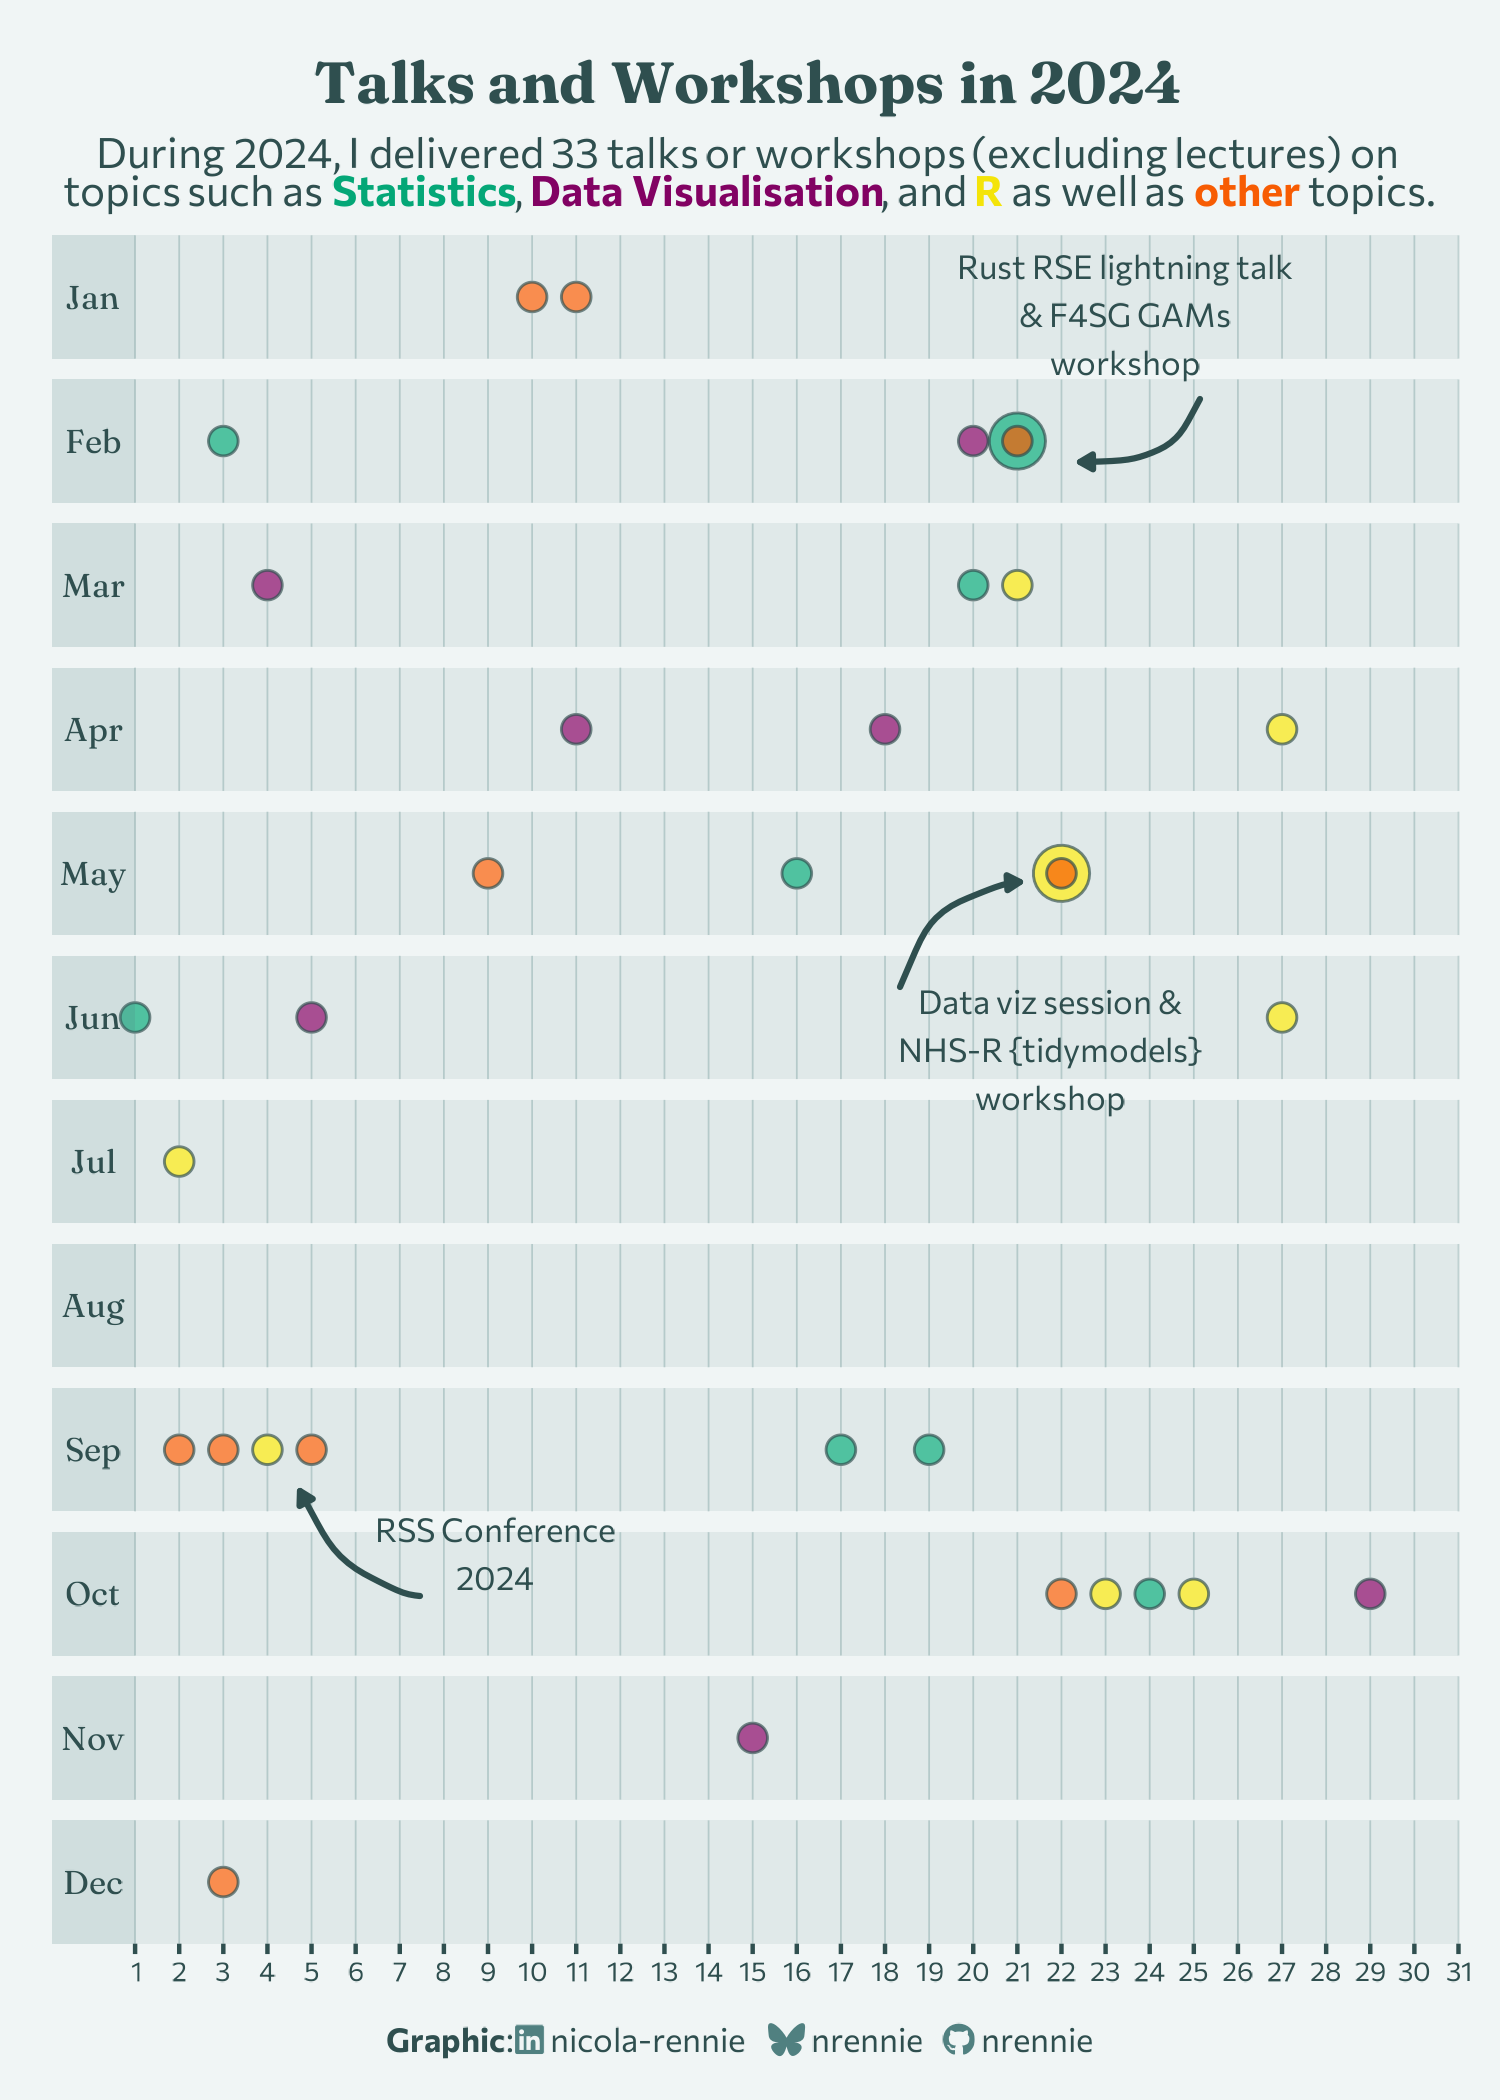 Talks and Workshops in 2024
During 2024, I delivered 33 talks or workshops (excluding lectures) on
topics such as Statistics, Data Visualisation, and R as well as other topics.
Jan
Rust RSE lightning talk
& F4SG GAMs
workshop
Feb
Mar
Apr
May
Jun
Data viz session &
NHS-R {tidymodels}
workshop
Jul
Aug
Sep
RSS Conference
2024
Oct
Nov
Dec
1 2 3 4 5 6 7 8 9 10 11 12 13 14 15 16 17 18 19 20 21 22 23 24 25 26 27 28 29 30 31
Graphic: in nicola-rennie nrennie nrennie